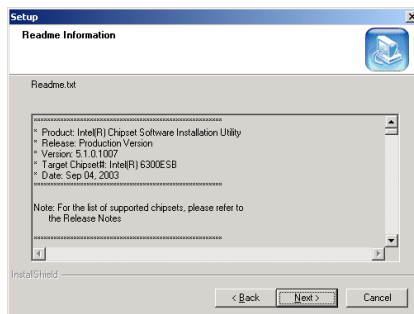 Setup
Readme Information
Readme.txt
************************************************************
* Product: Intel(R) Chipset Software Installation Utility
* Release: Production Version
* Version: 5.1.0.1007
* Target Chipset#: Intel(R) 6300ESB
* Date: Sep 04, 2003
************************************************************
Note: For the list of supported chipsets, please refer to
the Release Notes
************************************************************
InstallShield
< Back
Next >
Cancel